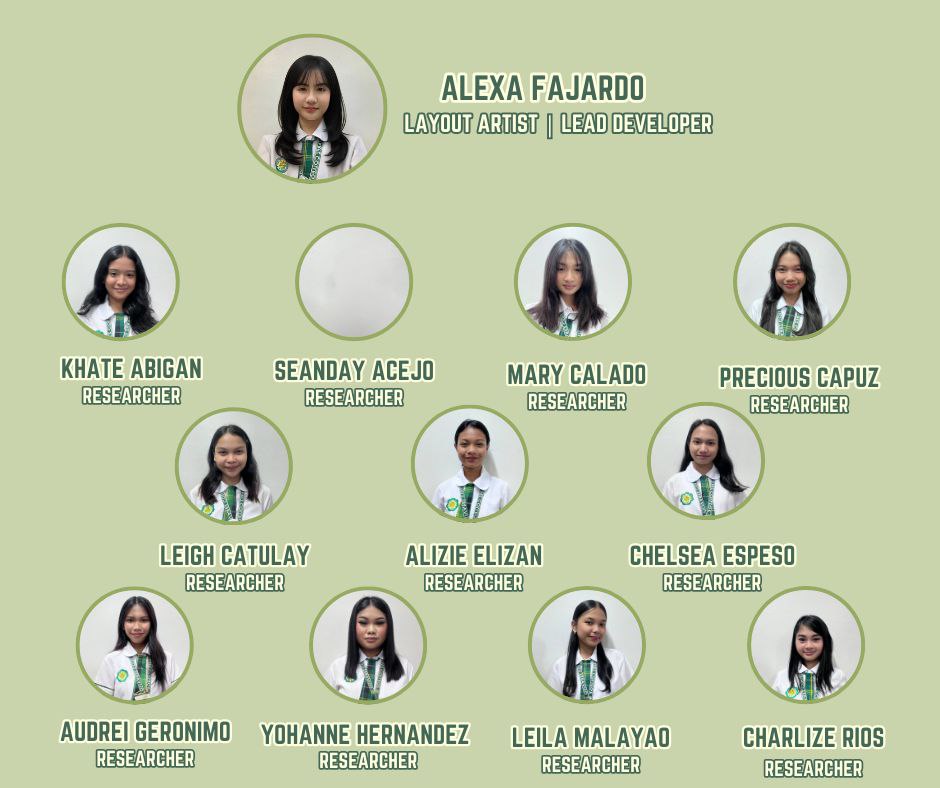 ALEXA FAJARDO
LAYOUT ARTIST | LEAD DEVELOPER
KHATE ABIGAN
RESEARCHER
SEANDAY ACEJO
RESEARCHER
MARY CALADO
RESEARCHER
PRECIOUS CAPUZ
RESEARCHER
LEIGH CATULAY
RESEARCHER
ALIZIE ELIZAN
RESEARCHER
CHELSEA ESPESO
RESEARCHER
AUDREI GERONIMO
RESEARCHER
YOHANNE HERNANDEZ
RESEARCHER
LEILA MALAYAO
RESEARCHER
CHARLIZE RIOS
RESEARCHER